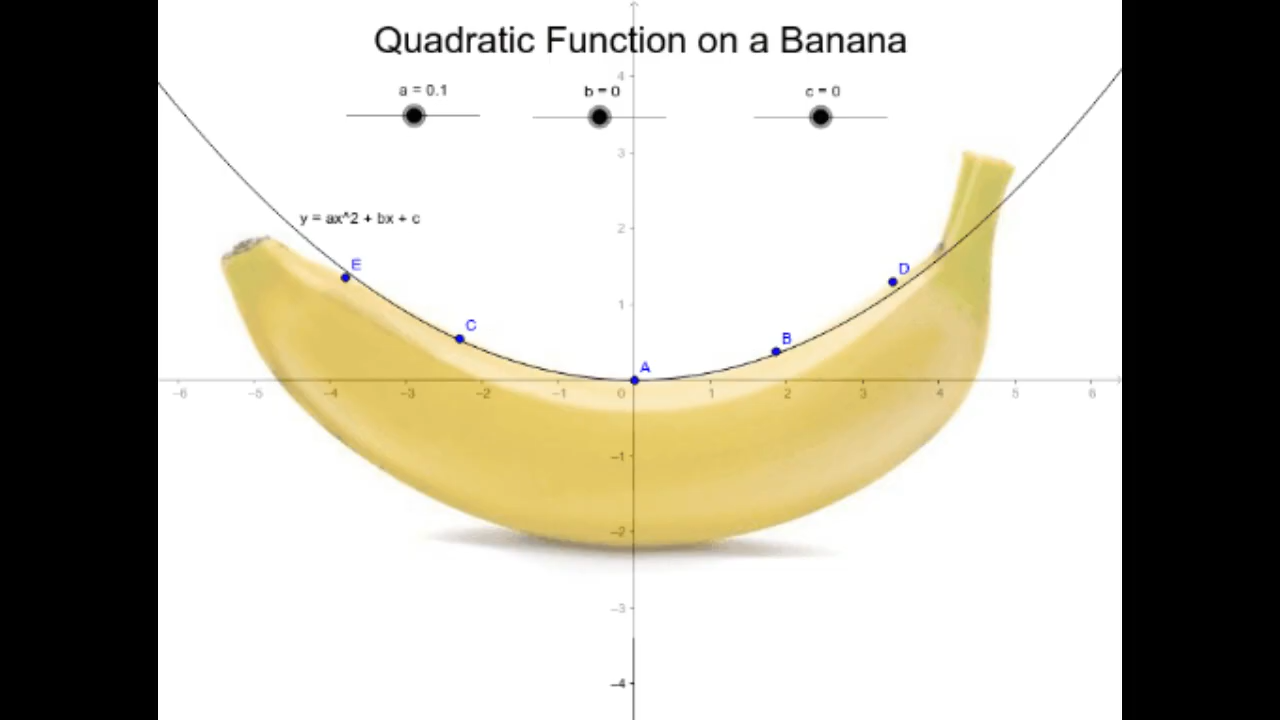 Quadratic Function on a Banana
4
a = 0.1 b = 0 c = 0
3
y = ax^2 + bx + c
2
E D
1
C B
A
–6 –5 –4 –3 –2 –1 0 1 2 3 4 5 6
–1
–2
–3
–4